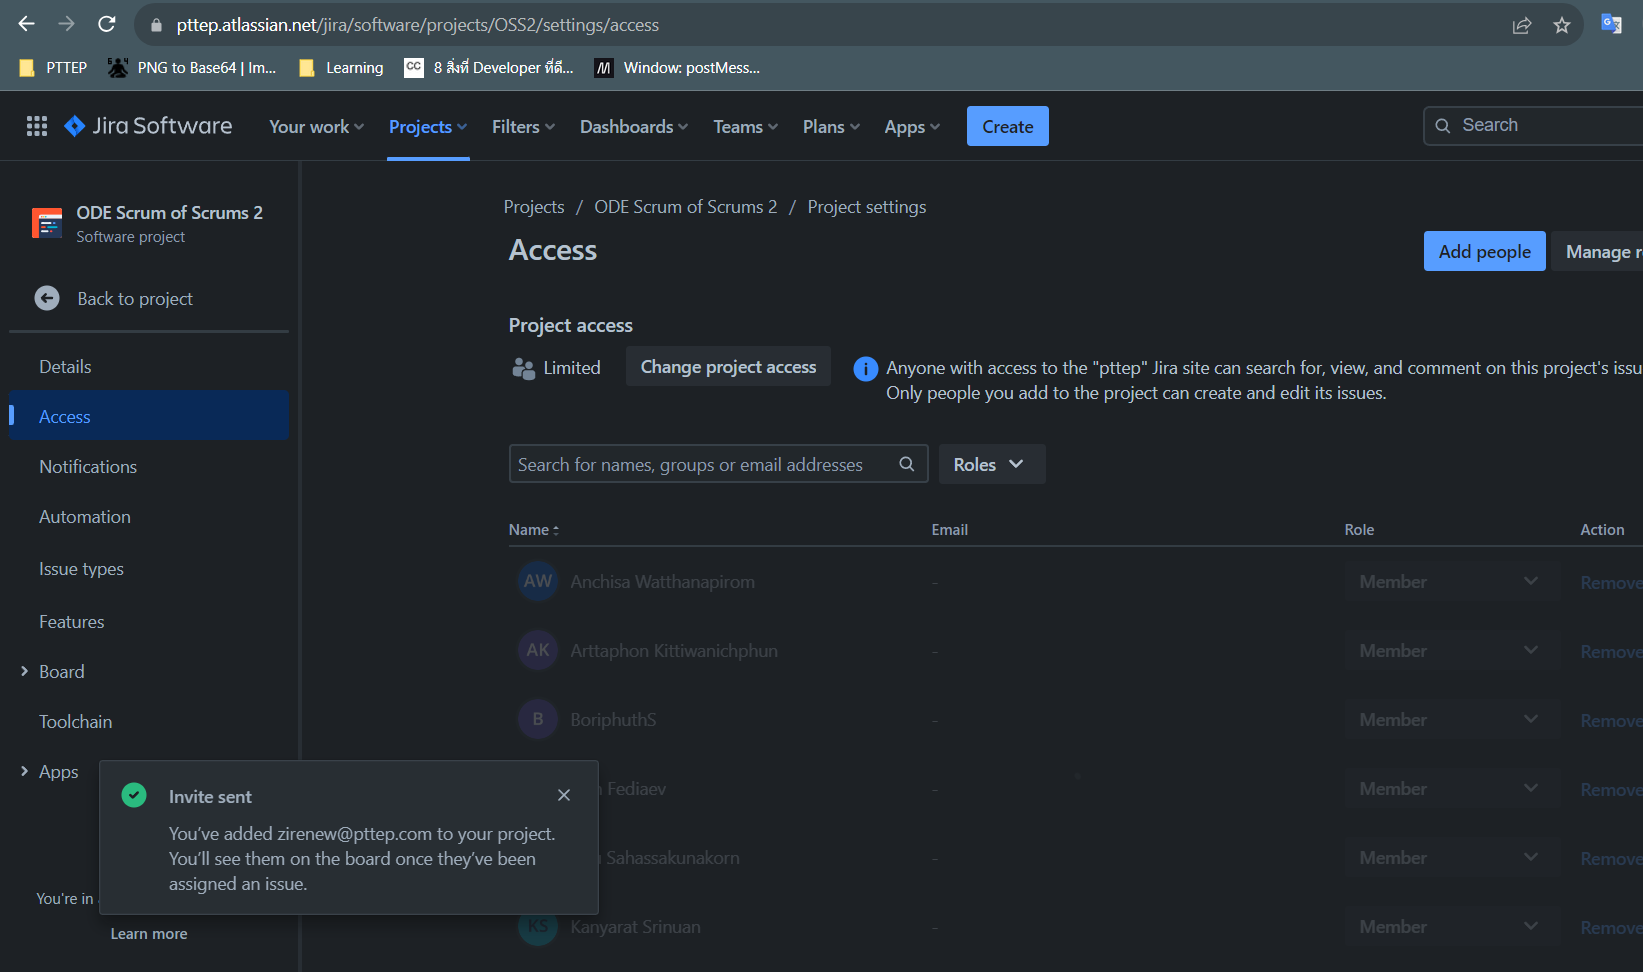 pttep.atlassian.net/jira/software/projects/OSS2/settings/access
PTTEP
PNG to Base64 | Im...
Learning
CC
8 สิ่งที่ Developer ที่ดี...
Window: postMess...
Jira Software
Your work
Projects
Filters
Dashboards
Teams
Plans
Apps
Create
Search
ODE Scrum of Scrums 2
Software project
Back to project
Details
Access
Notifications
Automation
Issue types
Features
Board
Toolchain
Apps
You're in
Learn more
Projects / ODE Scrum of Scrums 2 / Project settings
Access
Add people
Manage r
Project access
Limited
Change project access
Anyone with access to the "pttep" Jira site can search for, view, and comment on this project's issu
Only people you add to the project can create and edit its issues.
Search for names, groups or email addresses
Roles
Name Email Role Action
AW Anchisa Watthanapirom - Member Remove
AK Arttaphon Kittiwanichphun - Member Remove
B BoriphuthS - Member Remove
Fediaev - Member Remove
Sahassakunakorn - Member Remove
KS Kanyarat Srinuan - Member Remove
Invite sent
You've added zirenew@pttep.com to your project.
You'll see them on the board once they've been
assigned an issue.